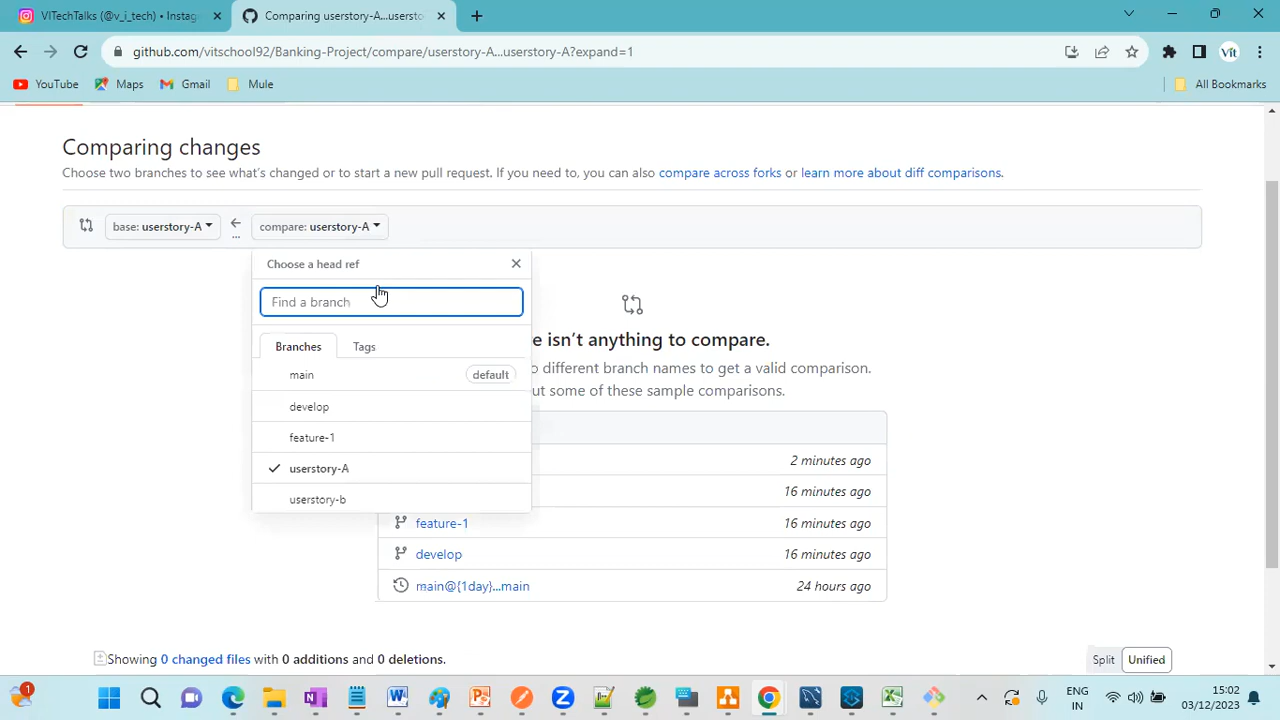 VITechTalks (@v_i_tech) • Instag
Comparing userstory-A...usersto
github.com/vitschool92/Banking-Project/compare/userstory-A...userstory-A?expand=1
Vit
YouTube
Maps
Gmail
Mule
All Bookmarks
Comparing changes
Choose two branches to see what's changed or to start a new pull request. If you need to, you can also compare across forks or learn more about diff comparisons.
base: userstory-A
compare: userstory-A
Choose a head ref
Find a branch
Branches
Tags
main
default
develop
feature-1
userstory-A
userstory-b
e isn't anything to compare.
o different branch names to get a valid comparison.
ut some of these sample comparisons.
2 minutes ago
16 minutes ago
feature-1
16 minutes ago
develop
16 minutes ago
main@{1day}...main
24 hours ago
Showing 0 changed files with 0 additions and 0 deletions.
Split
Unified
1
ENG
IN
15:02
03/12/2023